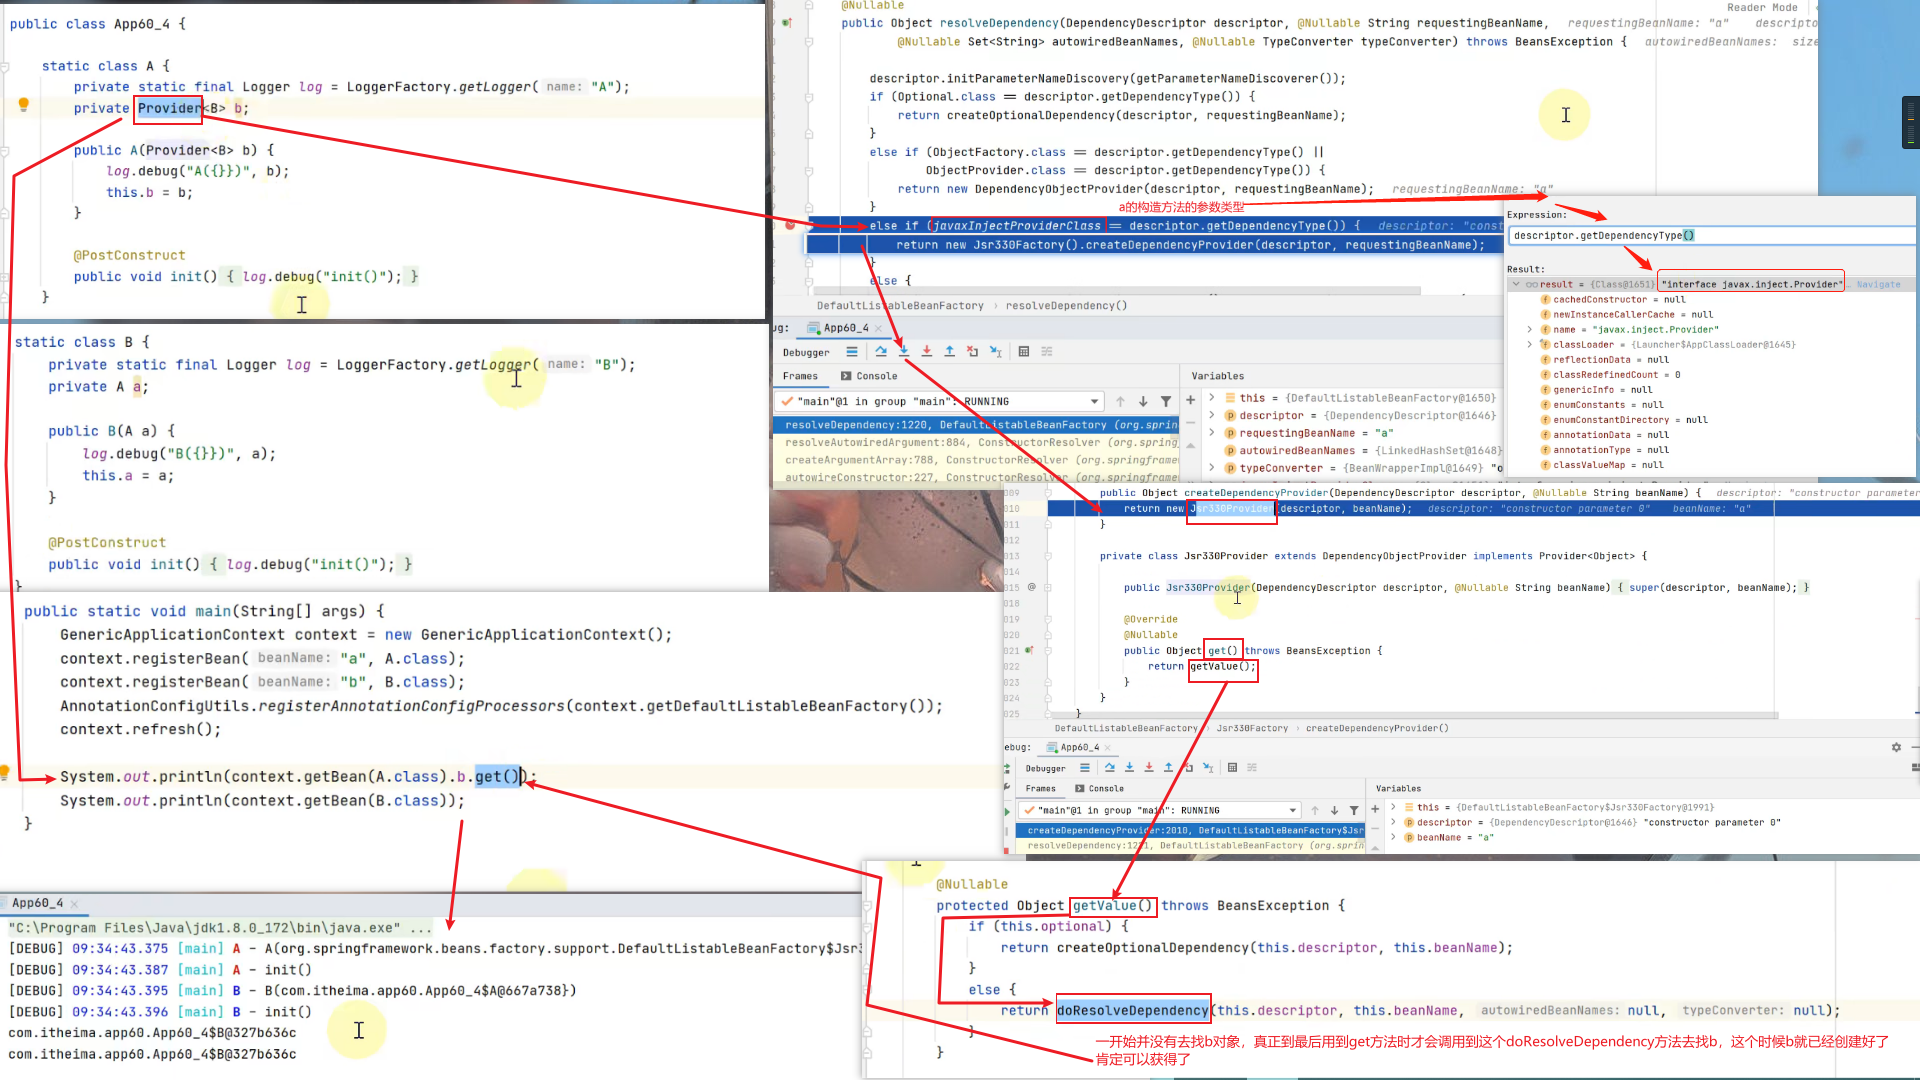 public class App60_4 {
static class A {
private static final Logger log = LoggerFactory.getLogger( name: "A");
private Provider<B> b;
public A(Provider<B> b) {
log.debug("A({}})", b);
this.b = b;
}
@PostConstruct
public void init() { log.debug("init()"); }
}
static class B {
private static final Logger log = LoggerFactory.getLogger( name: "B");
private A a;
public B(A a) {
log.debug("B({}})", a);
this.a = a;
}
@PostConstruct
public void init() { log.debug("init()"); }
}
public static void main(String[] args) {
GenericApplicationContext context = new GenericApplicationContext();
context.registerBean( beanName: "a", A.class);
context.registerBean( beanName: "b", B.class);
AnnotationConfigUtils.registerAnnotationConfigProcessors(context.getDefaultListableBeanFactory());
context.refresh();
System.out.println(context.getBean(A.class).b.get());
System.out.println(context.getBean(B.class));
}
App60_4
"C:\Program Files\Java\jdk1.8.0_172\bin\java.exe" ...
[DEBUG] 09:34:43.375 [main] A - A(org.springframework.beans.factory.support.DefaultListableBeanFactory$Jsr3
[DEBUG] 09:34:43.387 [main] A - init()
[DEBUG] 09:34:43.395 [main] B - B(com.itheima.app60.App60_4$A@667a738})
[DEBUG] 09:34:43.396 [main] B - init()
com.itheima.app60.App60_4$B@327b636c
com.itheima.app60.App60_4$B@327b636c
@Nullable
Reader Mode
public Object resolveDependency(DependencyDescriptor descriptor, @Nullable String requestingBeanName, requestingBeanName: "a" descripto
@Nullable Set<String> autowiredBeanNames, @Nullable TypeConverter typeConverter) throws BeansException { autowiredBeanNames: size
descriptor.initParameterNameDiscovery(getParameterNameDiscoverer());
if (Optional.class == descriptor.getDependencyType()) {
return createOptionalDependency(descriptor, requestingBeanName);
}
else if (ObjectFactory.class == descriptor.getDependencyType() ||
ObjectProvider.class == descriptor.getDependencyType()) {
return new DependencyObjectProvider(descriptor, requestingBeanName); requestingBeanName: "a"
}
a的构造方法的参数类型
else if (javaxInjectProviderClass == descriptor.getDependencyType()) { descriptor: "cons
return new Jsr330Factory().createDependencyProvider(descriptor, requestingBeanName);
}
else {
DefaultListableBeanFactory › resolveDependency()
ug: App60_4
Debugger
Frames Console
"main"@1 in group "main": RUNNING
resolveDependency:1220, DefaultListableBeanFactory (org.sprin
resolveAutowiredArgument:884, ConstructorResolver (org.spring
createArgumentArray:788, ConstructorResolver (org.springframe
autowireConstructor:227, ConstructorResolver (org.springfram
Variables
this = {DefaultListableBeanFactory@1650}
descriptor = {DependencyDescriptor@1646}
requestingBeanName = "a"
autowiredBeanNames = {LinkedHashSet@1648}
typeConverter = {BeanWrapperImpl@1649} "o
Expression:
descriptor.getDependencyType()
Result:
result = {Class@1651} "interface javax.inject.Provider" Navigate
cachedConstructor = null
newInstanceCallerCache = null
name = "javax.inject.Provider"
classLoader = {Launcher$AppClassLoader@1645}
reflectionData = null
classRedefinedCount = 0
genericInfo = null
enumConstants = null
enumConstantDirectory = null
annotationData = null
annotationType = null
classValueMap = null
009 public Object createDependencyProvider(DependencyDescriptor descriptor, @Nullable String beanName) { descriptor: "constructor parameter
010 return new Jsr330Provider(descriptor, beanName); descriptor: "constructor parameter 0" beanName: "a"
011 }
012
013 private class Jsr330Provider extends DependencyObjectProvider implements Provider<Object> {
014
015 @ public Jsr330Provider(DependencyDescriptor descriptor, @Nullable String beanName) { super(descriptor, beanName); }
018
019 @Override
020 @Nullable
021 public Object get() throws BeansException {
022 return getValue();
023 }
024 }
025 }
DefaultListableBeanFactory › Jsr330Factory › createDependencyProvider()
ebug: App60_4
Debugger
Frames Console
"main"@1 in group "main": RUNNING
createDependencyProvider:2010, DefaultListableBeanFactory$Jsr
resolveDependency:1221, DefaultListableBeanFactory (org.sprin
Variables
this = {DefaultListableBeanFactory$Jsr330Factory@1991}
descriptor = {DependencyDescriptor@1646} "constructor parameter 0"
beanName = "a"
@Nullable
protected Object getValue() throws BeansException {
if (this.optional) {
return createOptionalDependency(this.descriptor, this.beanName);
}
else {
return doResolveDependency(this.descriptor, this.beanName, autowiredBeanNames: null, typeConverter: null);
}
}
一开始并没有去找b对象，真正到最后用到get方法时才会调用到这个doResolveDependency方法去找b，这个时候b就已经创建好了
肯定可以获得了